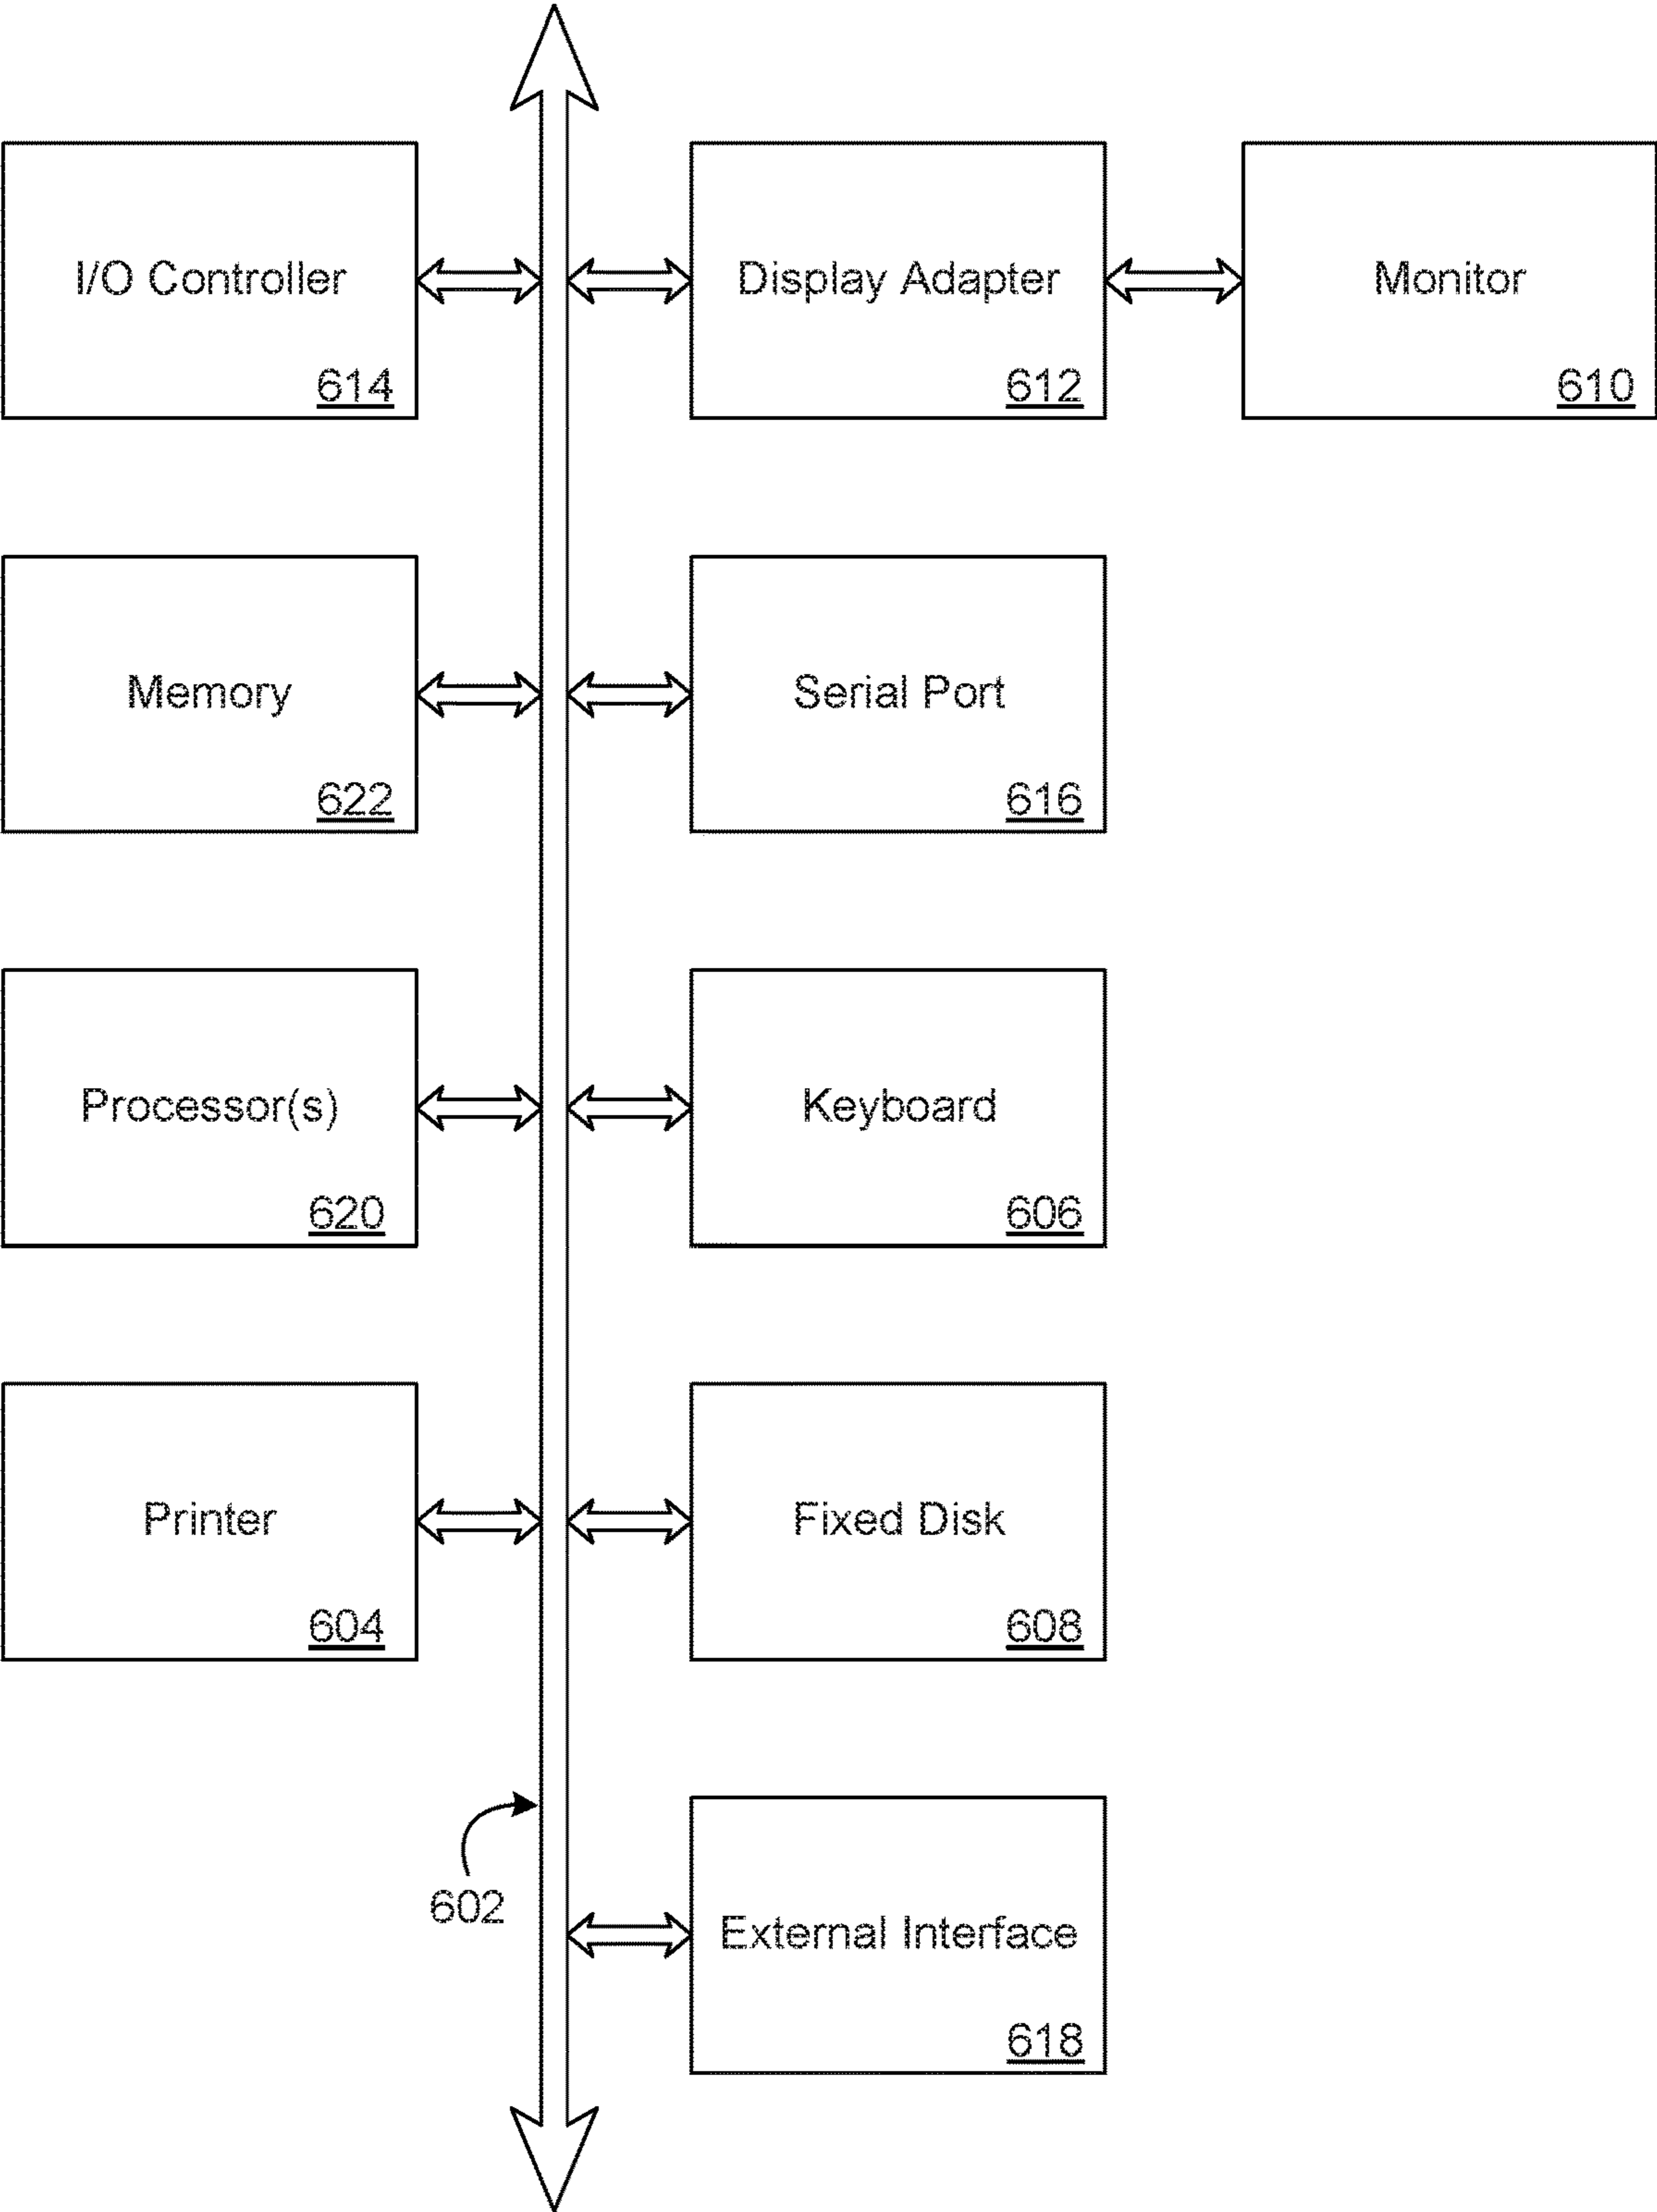 I/O Controller
614
Display Adapter
612
Monitor
610
Memory
622
Serial Port
616
Processor(s)
620
Keyboard
606
Printer
604
Fixed Disk
608
602
External Interface
618